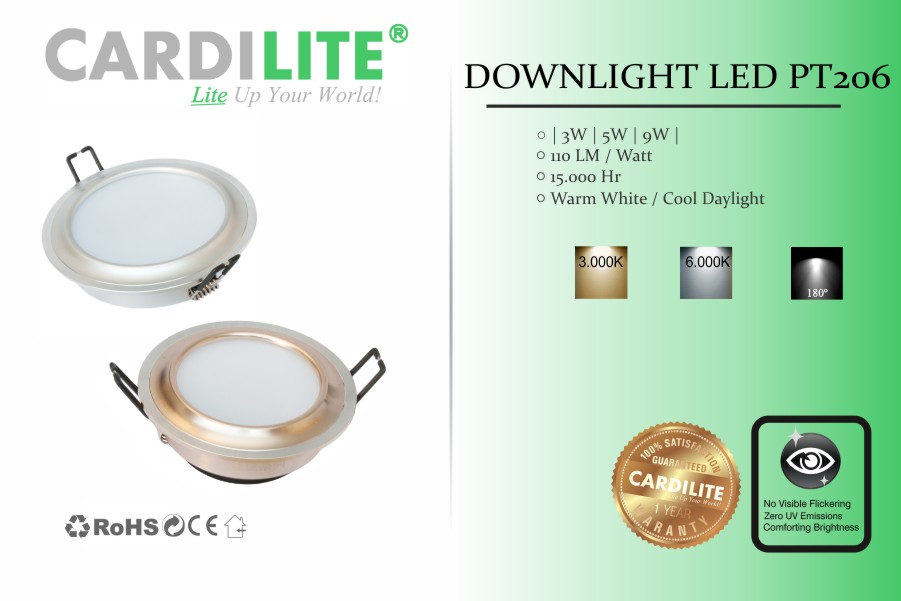 CARDILITE®
Lite Up Your World!
DOWNLIGHT LED PT206
| 3W | 5W | 9W |
110 LM / Watt
15.000 Hr
Warm White / Cool Daylight
3.000K
6.000K
180°
RoHS CE
100% SATISFACTION
GUARANTEED
CARDILITE
Lite Up Your World!
1 YEAR
WARANTY
No Visible Flickering
Zero UV Emissions
Comforting Brightness